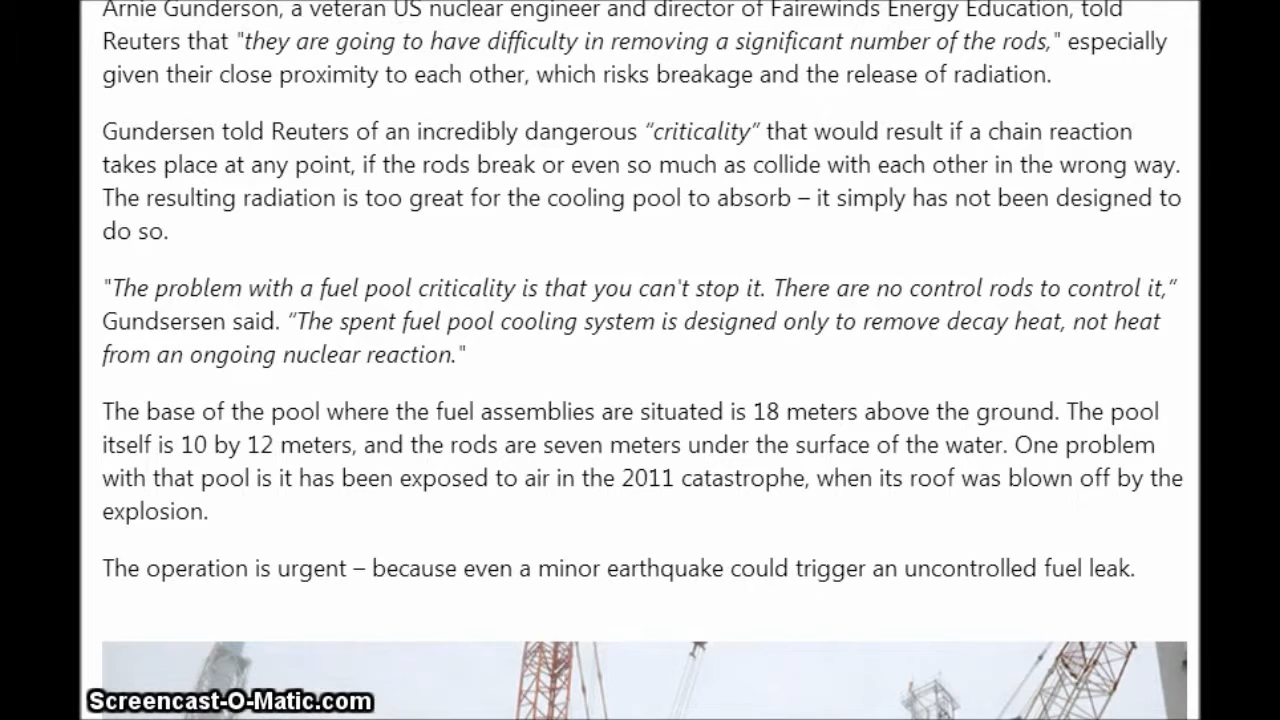 Arnie Gunderson, a veteran US nuclear engineer and director of Fairewinds Energy Education, told
Reuters that "they are going to have difficulty in removing a significant number of the rods," especially
given their close proximity to each other, which risks breakage and the release of radiation.
Gundersen told Reuters of an incredibly dangerous “criticality” that would result if a chain reaction
takes place at any point, if the rods break or even so much as collide with each other in the wrong way.
The resulting radiation is too great for the cooling pool to absorb – it simply has not been designed to
do so.
"The problem with a fuel pool criticality is that you can't stop it. There are no control rods to control it,”
Gundsersen said. “The spent fuel pool cooling system is designed only to remove decay heat, not heat
from an ongoing nuclear reaction."
The base of the pool where the fuel assemblies are situated is 18 meters above the ground. The pool
itself is 10 by 12 meters, and the rods are seven meters under the surface of the water. One problem
with that pool is it has been exposed to air in the 2011 catastrophe, when its roof was blown off by the
explosion.
The operation is urgent – because even a minor earthquake could trigger an uncontrolled fuel leak.
Screencast-O-Matic.com